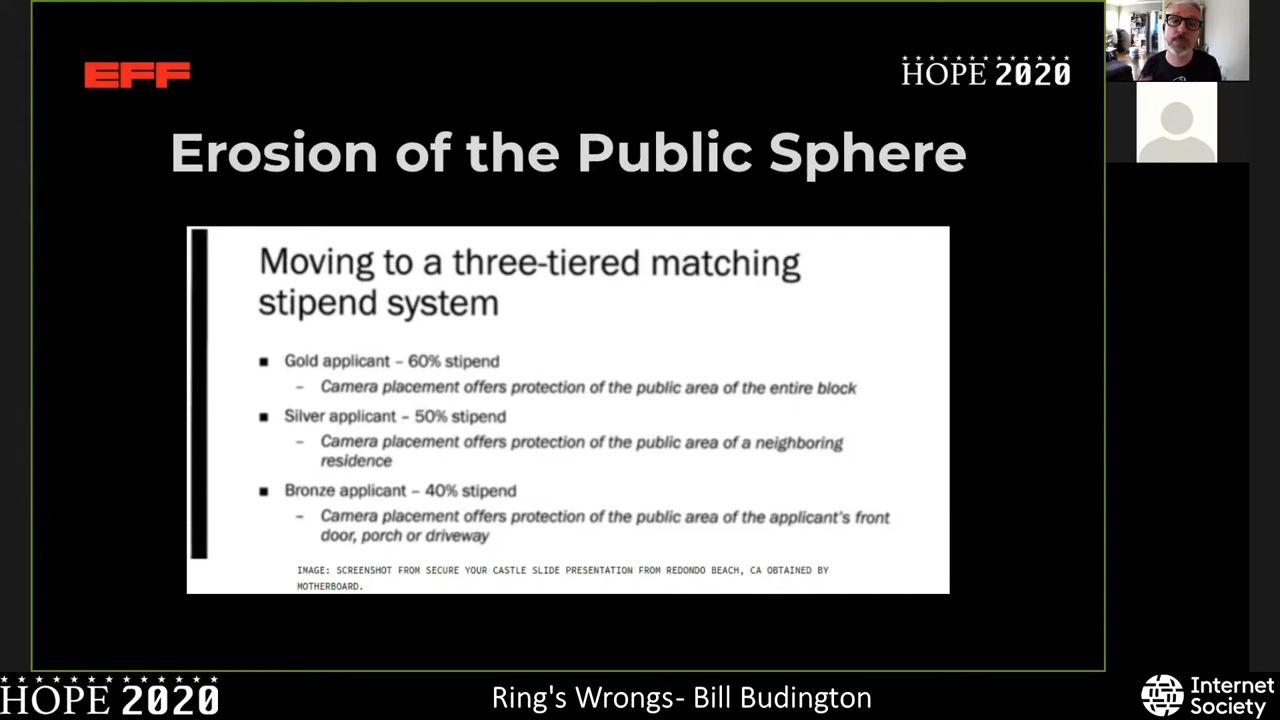 EFF
HOPE 2020
Erosion of the Public Sphere
Moving to a three-tiered matching
stipend system
■ Gold applicant – 60% stipend
– Camera placement offers protection of the public area of the entire block
■ Silver applicant – 50% stipend
– Camera placement offers protection of the public area of a neighboring
residence
■ Bronze applicant – 40% stipend
– Camera placement offers protection of the public area of the applicant's front
door, porch or driveway
IMAGE: SCREENSHOT FROM SECURE YOUR CASTLE SLIDE PRESENTATION FROM REDONDO BEACH, CA OBTAINED BY
MOTHERBOARD.
HOPE 2020
Ring's Wrongs- Bill Budington
Internet
Society